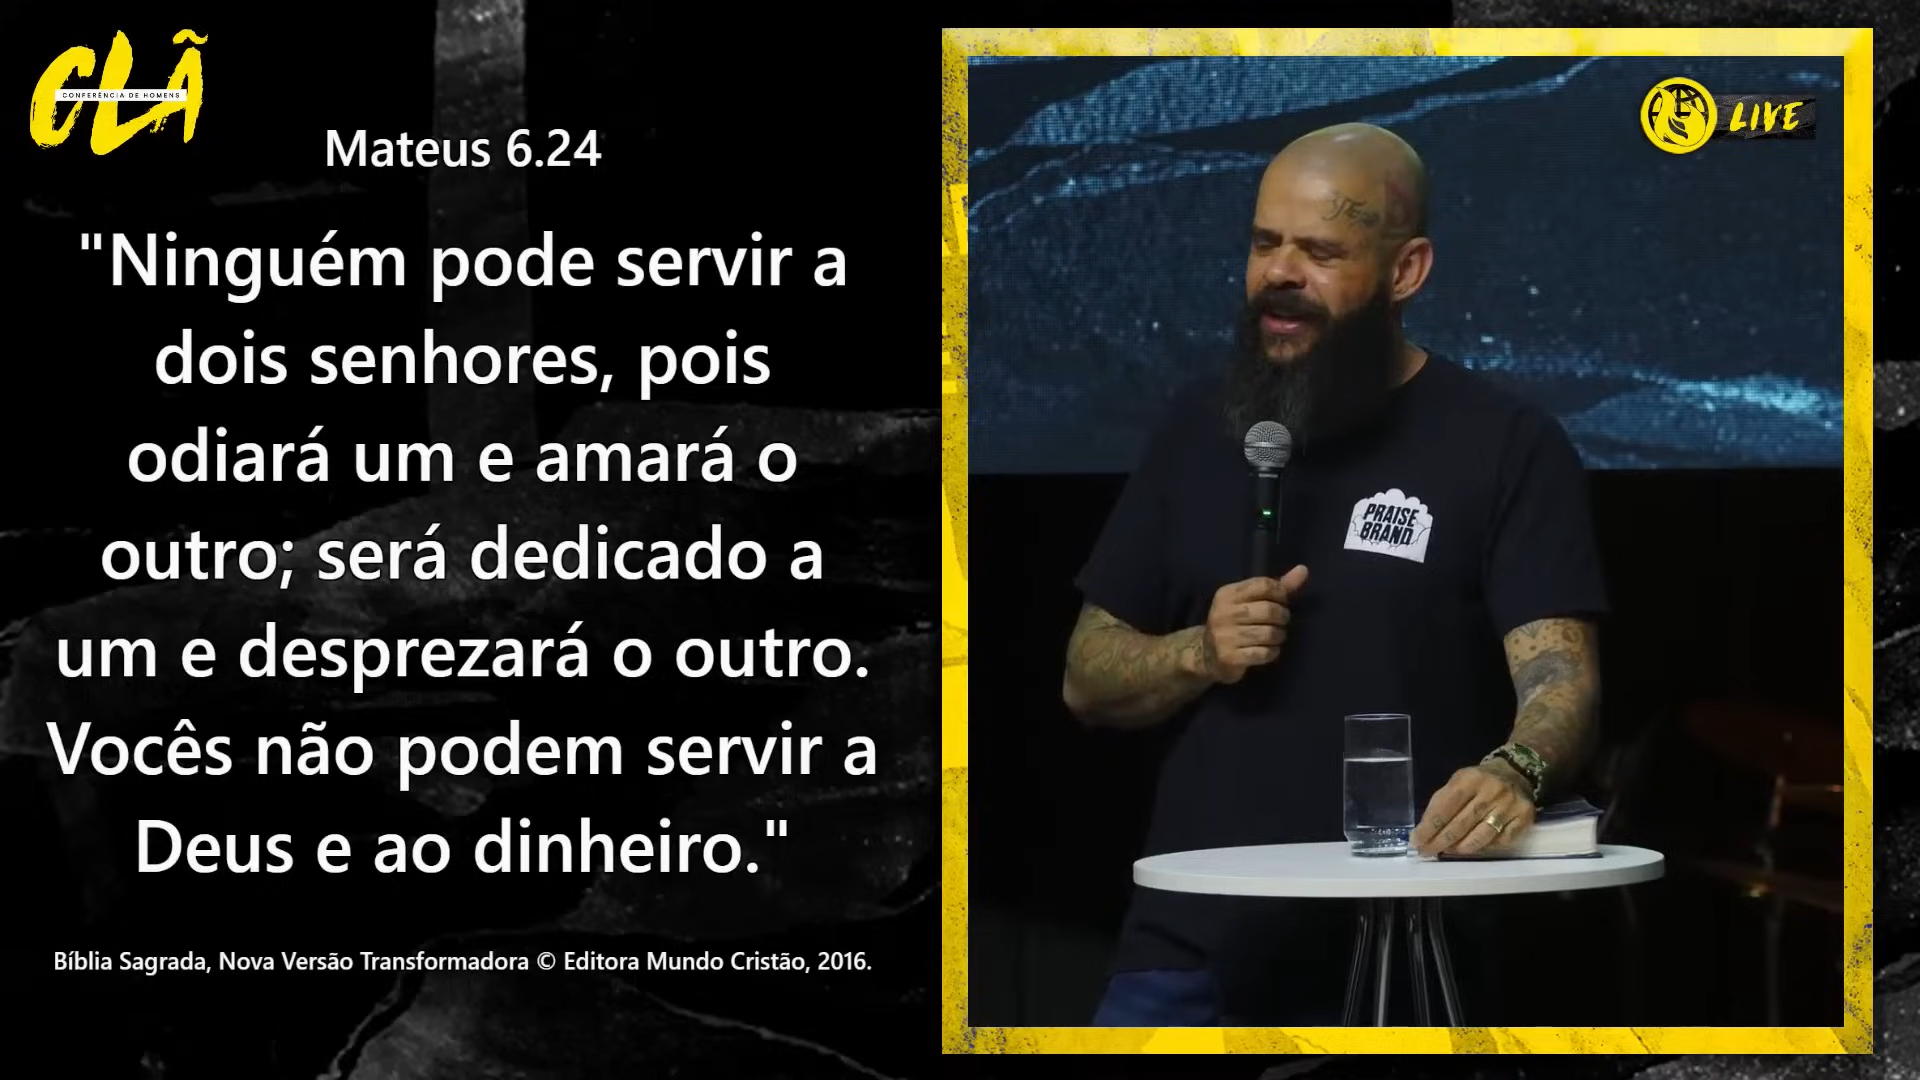 CLÃ
CONFERÊNCIA DE HOMENS
Mateus 6.24
"Ninguém pode servir a
dois senhores, pois
odiará um e amará o
outro; será dedicado a
um e desprezará o outro.
Vocês não podem servir a
Deus e ao dinheiro."
Bíblia Sagrada, Nova Versão Transformadora © Editora Mundo Cristão, 2016.
LIVE
PRAISE
BRAND